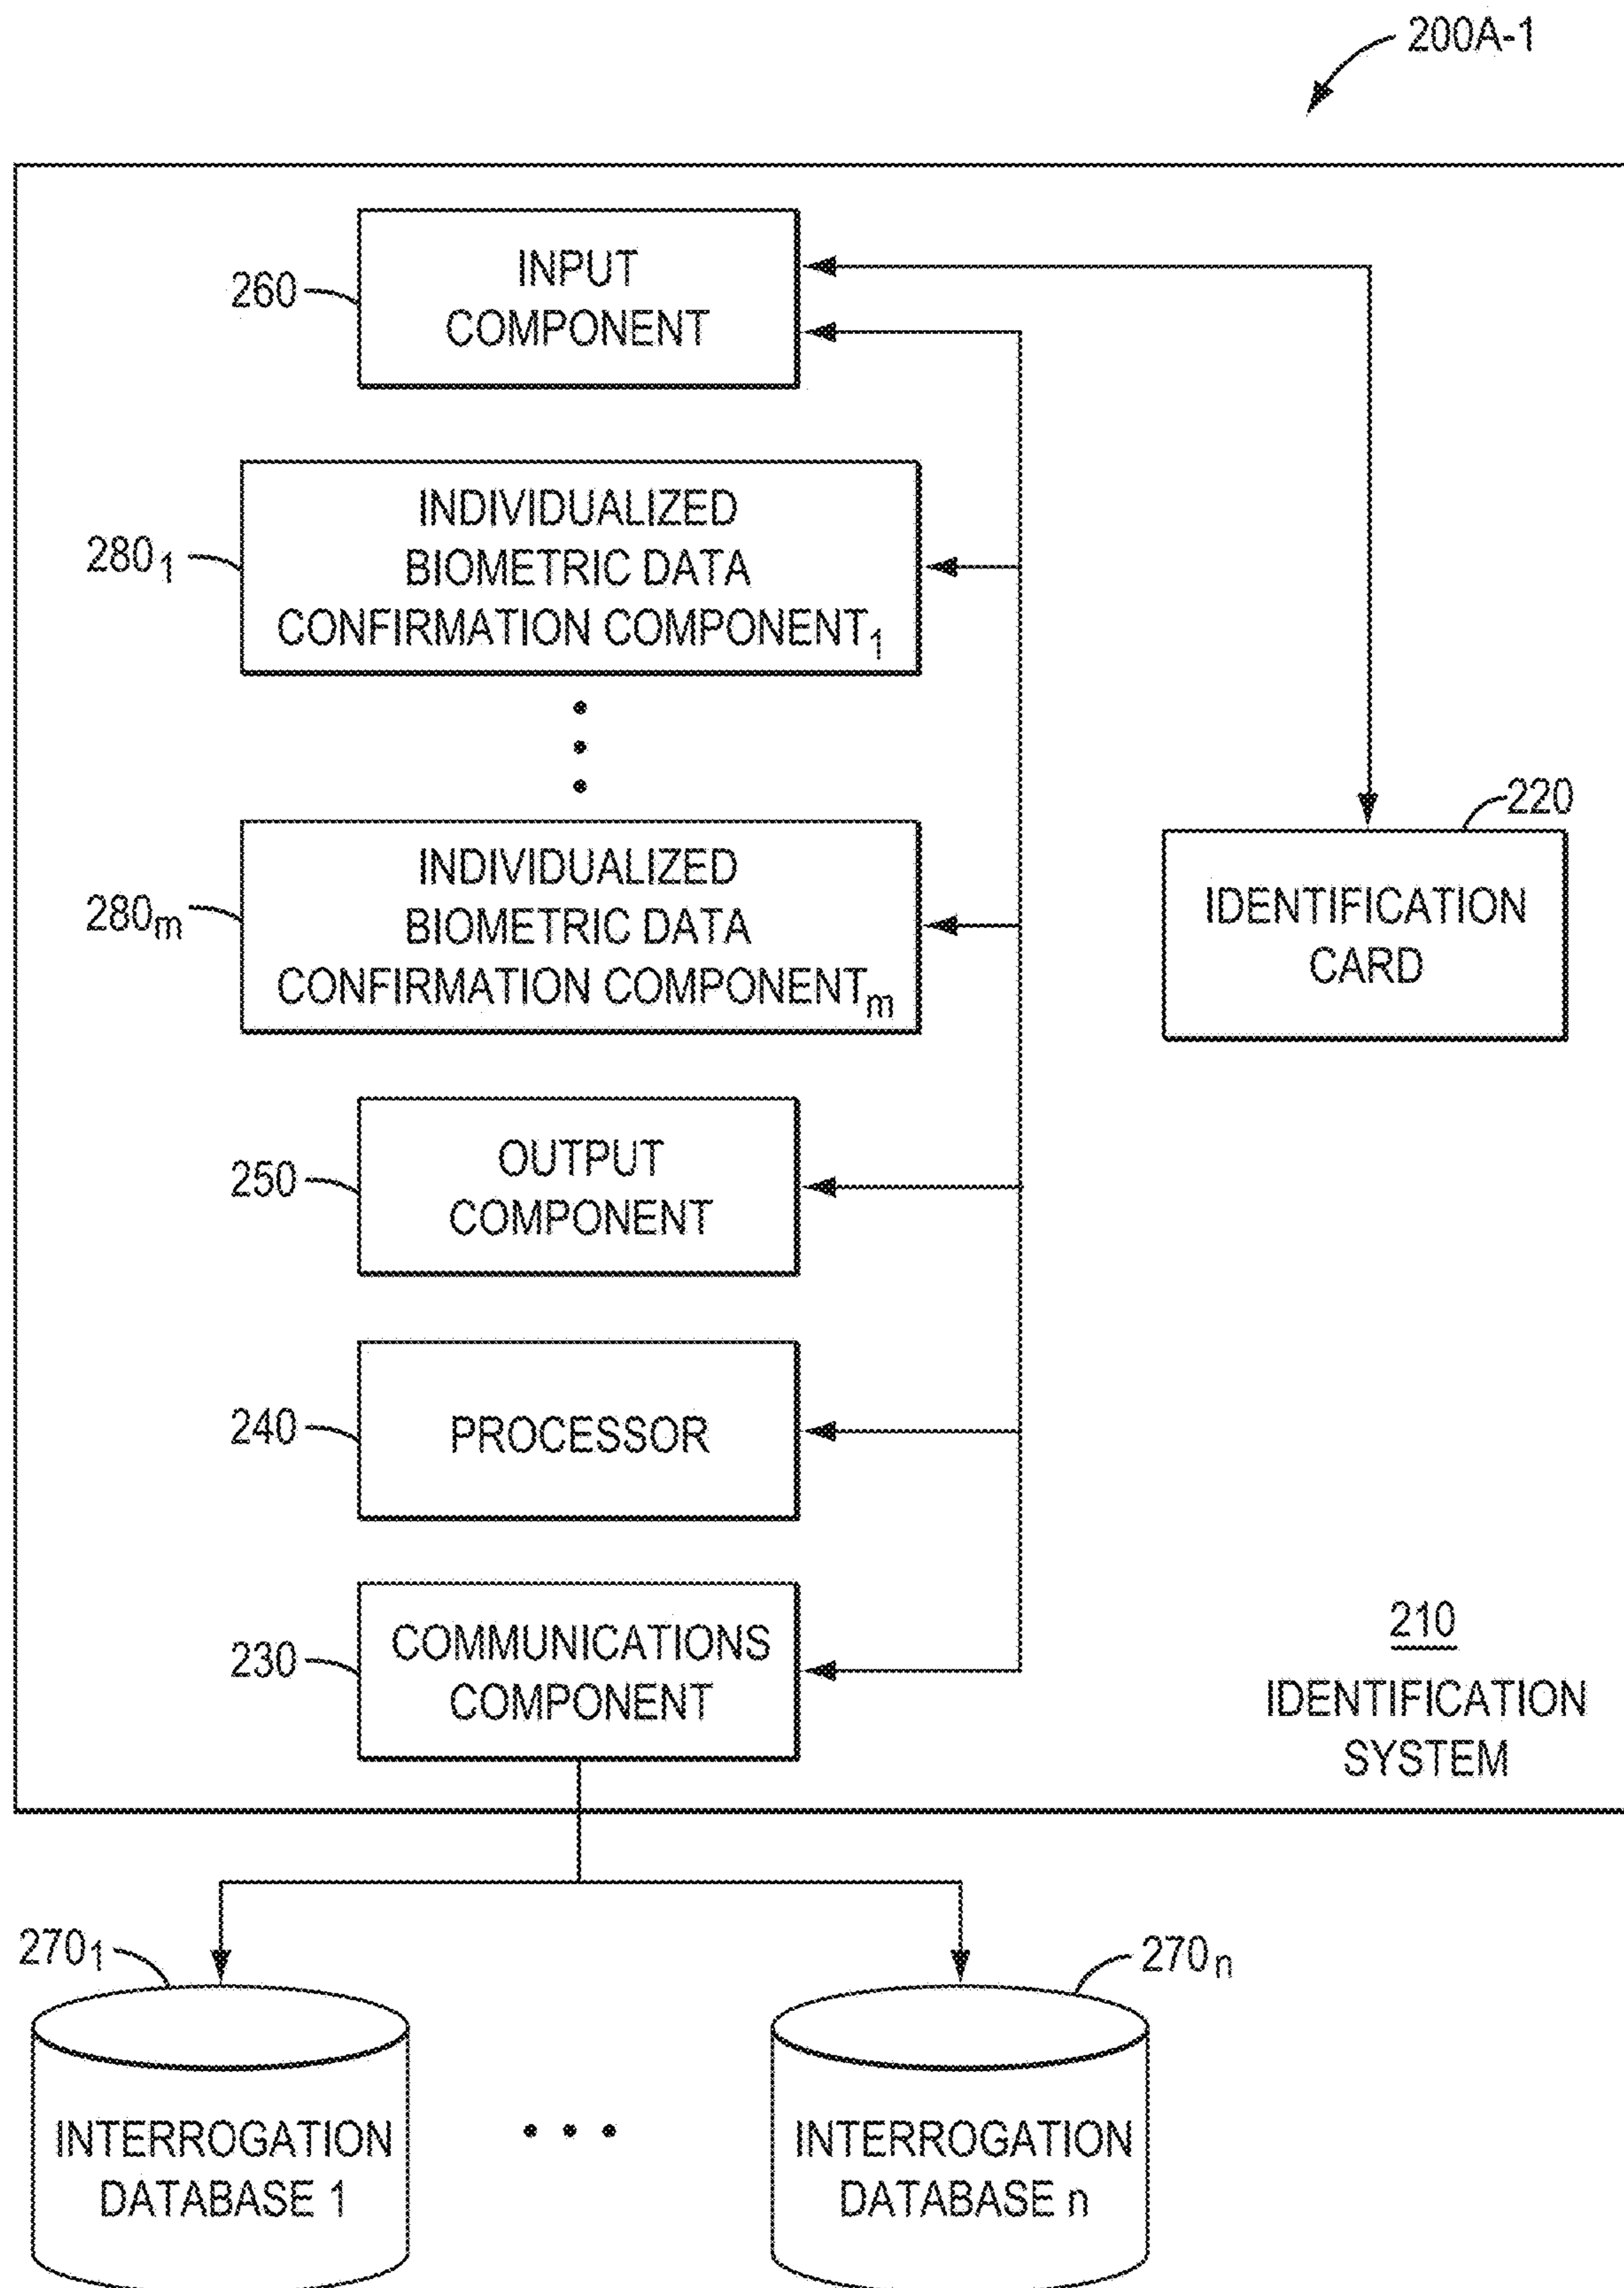 200A-1
260
INPUT
COMPONENT
280₁
INDIVIDUALIZED
BIOMETRIC DATA
CONFIRMATION COMPONENT₁
280ₘ
INDIVIDUALIZED
BIOMETRIC DATA
CONFIRMATION COMPONENTₘ
220
IDENTIFICATION
CARD
250
OUTPUT
COMPONENT
240
PROCESSOR
230
COMMUNICATIONS
COMPONENT
210
IDENTIFICATION
SYSTEM
270₁
INTERROGATION
DATABASE 1
270ₙ
INTERROGATION
DATABASE n